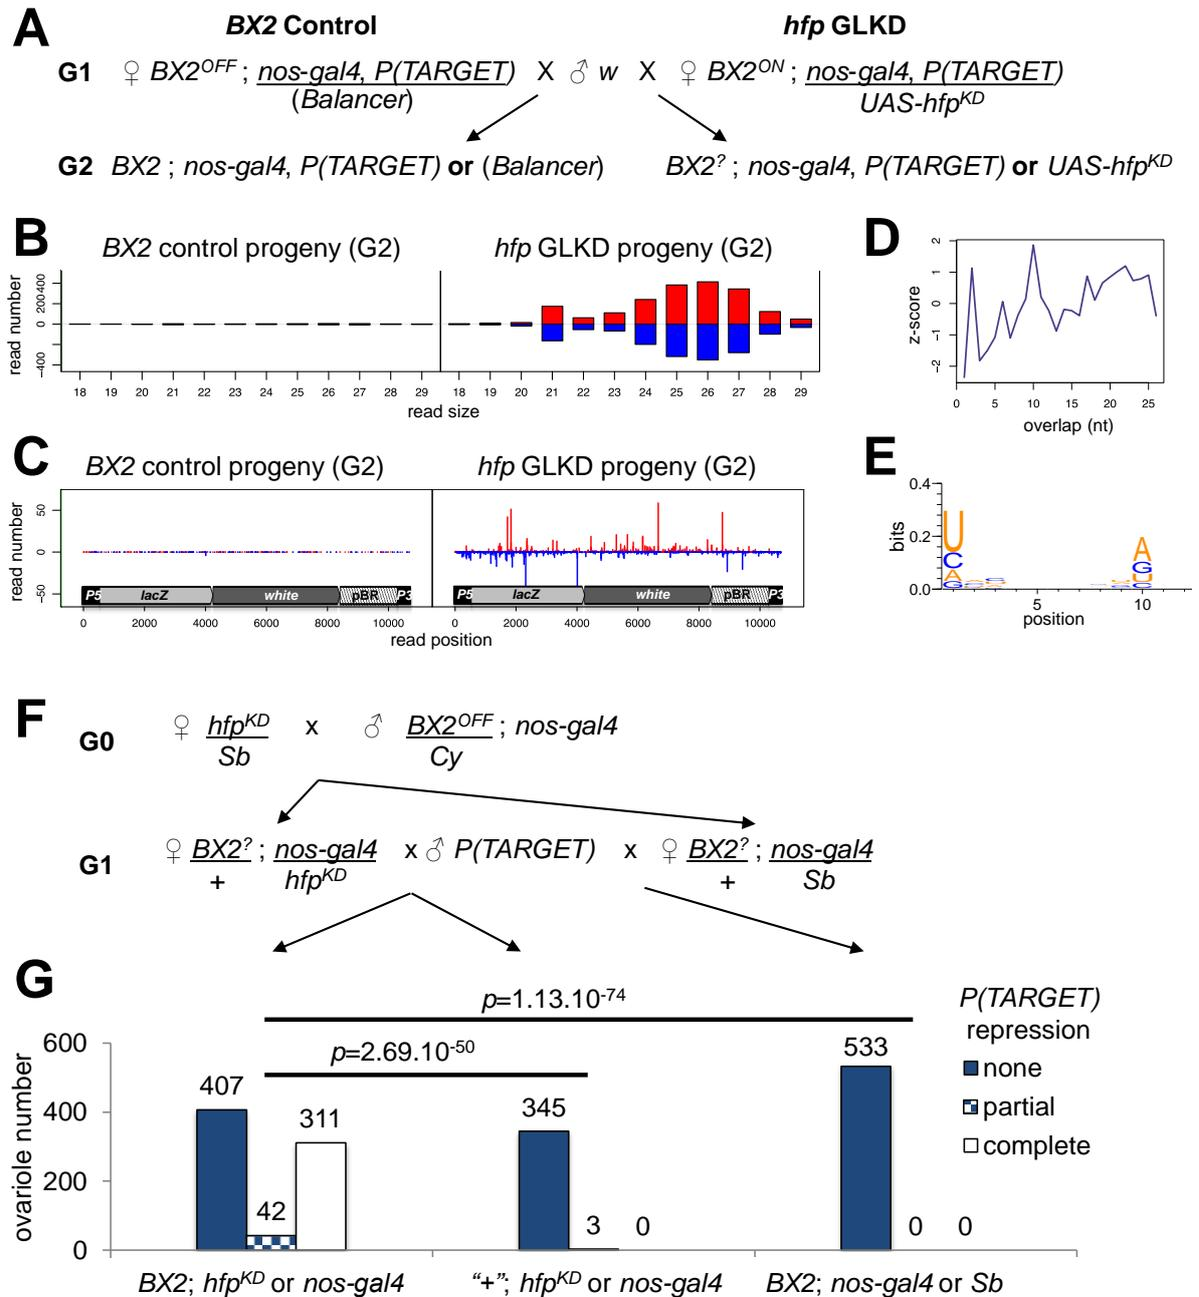 A
BX2 Control
hfp GLKD
G1 ♀ BX2^OFF ; nos-gal4, P(TARGET) X ♂ w X ♀ BX2^ON ; nos-gal4, P(TARGET)
(Balancer) UAS-hfp^KD
G2 BX2 ; nos-gal4, P(TARGET) or (Balancer) BX2^? ; nos-gal4, P(TARGET) or UAS-hfp^KD
B
BX2 control progeny (G2) hfp GLKD progeny (G2)
read number
200400
0
−400
18 19 20 21 22 23 24 25 26 27 29 18 19 20 21 22 23 24 25 26 27 28 29
read size
C
BX2 control progeny (G2) hfp GLKD progeny (G2)
read number
50
0
−50
P5 lacZ white pBR P3 P5 lacZ white pBR P3
0 2000 4000 6000 8000 10000 0 2000 4000 6000 8000 10000
read position
D
z-score
2
1
0
−1
−2
0 5 10 15 20 25
overlap (nt)
E
bits
0.4
0.2
0.0
U
C
A
G
A
G
U
C
5 10
position
F
G0 ♀ hfp^KD x ♂ BX2^OFF ; nos-gal4
Sb Cy
G1 ♀ BX2^? ; nos-gal4 x ♂ P(TARGET) x ♀ BX2^? ; nos-gal4
+ hfp^KD + Sb
G
p=1.13.10^-74
p=2.69.10^-50
P(TARGET)
repression
none
partial
complete
ovariole number
600
400
200
0
407 42 311
345 3 0
533 0 0
BX2; hfp^KD or nos-gal4 "+"; hfp^KD or nos-gal4 BX2; nos-gal4 or Sb